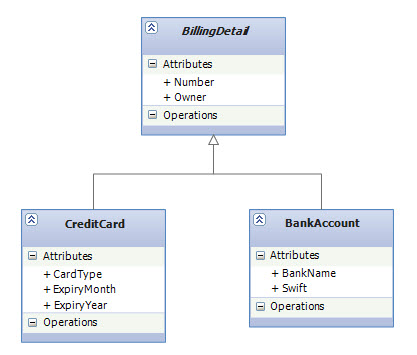 BillingDetail
Attributes
+ Number
+ Owner
Operations
CreditCard
Attributes
+ CardType
+ ExpiryMonth
+ ExpiryYear
Operations
BankAccount
Attributes
+ BankName
+ Swift
Operations